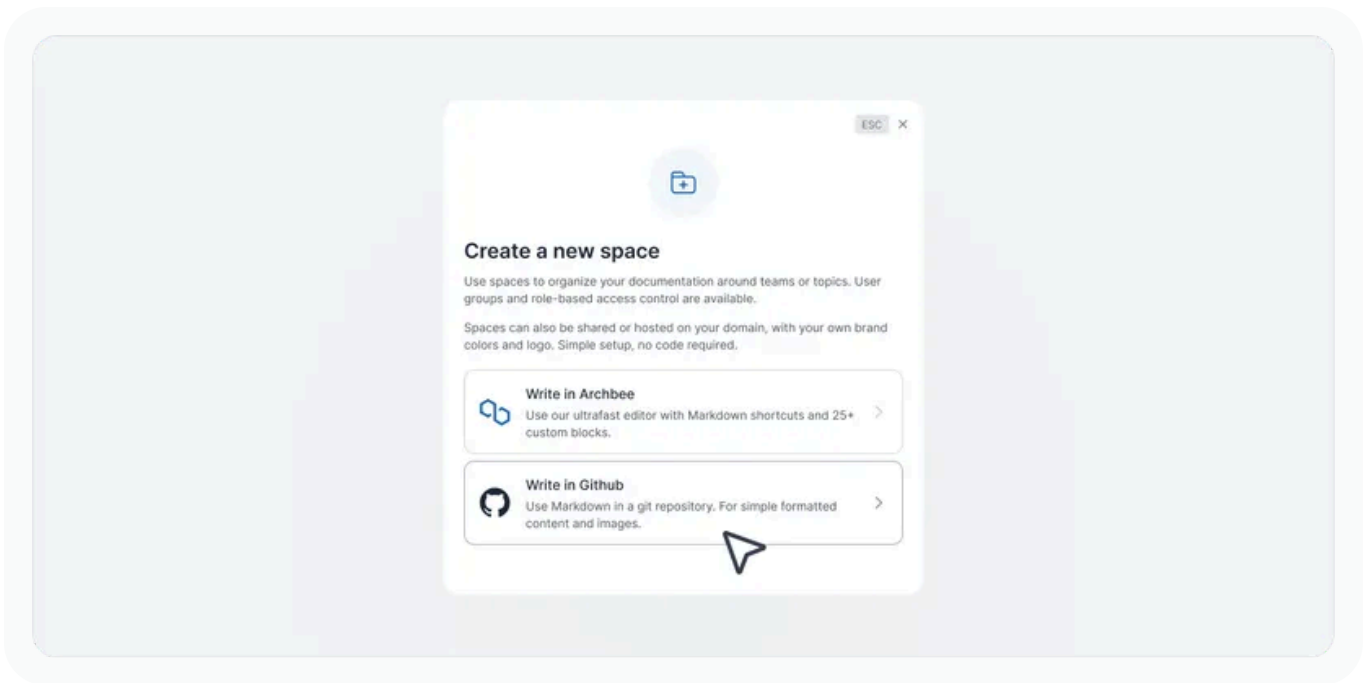 ESC
Create a new space
Use spaces to organize your documentation around teams or topics. User
groups and role-based access control are available.
Spaces can also be shared or hosted on your domain, with your own brand
colors and logo. Simple setup, no code required.
Write in Archbee
Use our ultrafast editor with Markdown shortcuts and 25+
custom blocks.
Write in Github
Use Markdown in a git repository. For simple formatted
content and images.